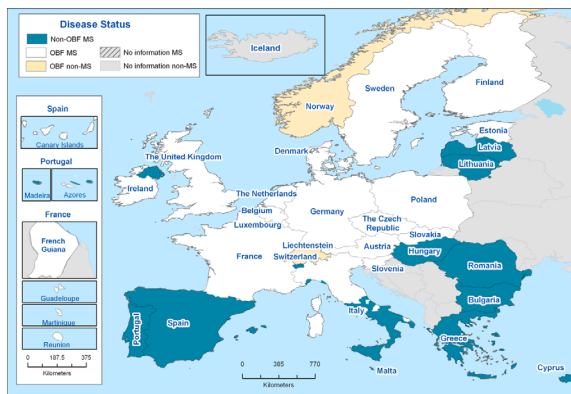 Disease Status
Non-OBF MS
No information MS
OBF MS
No information non-MS
OBF non-MS
Iceland
Finland
Sweden
Norway
Spain
Canary Islands
Estonia
Latvia
Denmark
The United Kingdom
Lithuania
Portugal
Ireland
Madeira
Azores
The Netherlands
Poland
Germany
Belgium
France
The Czech
Republic
Luxembourg
French
Guiana
Slovakia
Liechtenstein
Austria
Hungary
France
Switzerland
Slovenia
Romania
Guadeloupe
Bulgaria
Italy
Martinique
Portugal
Spain
Greece
Reunion
0 187.5 375
Kilometers
0 385 770
Kilometers
Malta
Cyprus